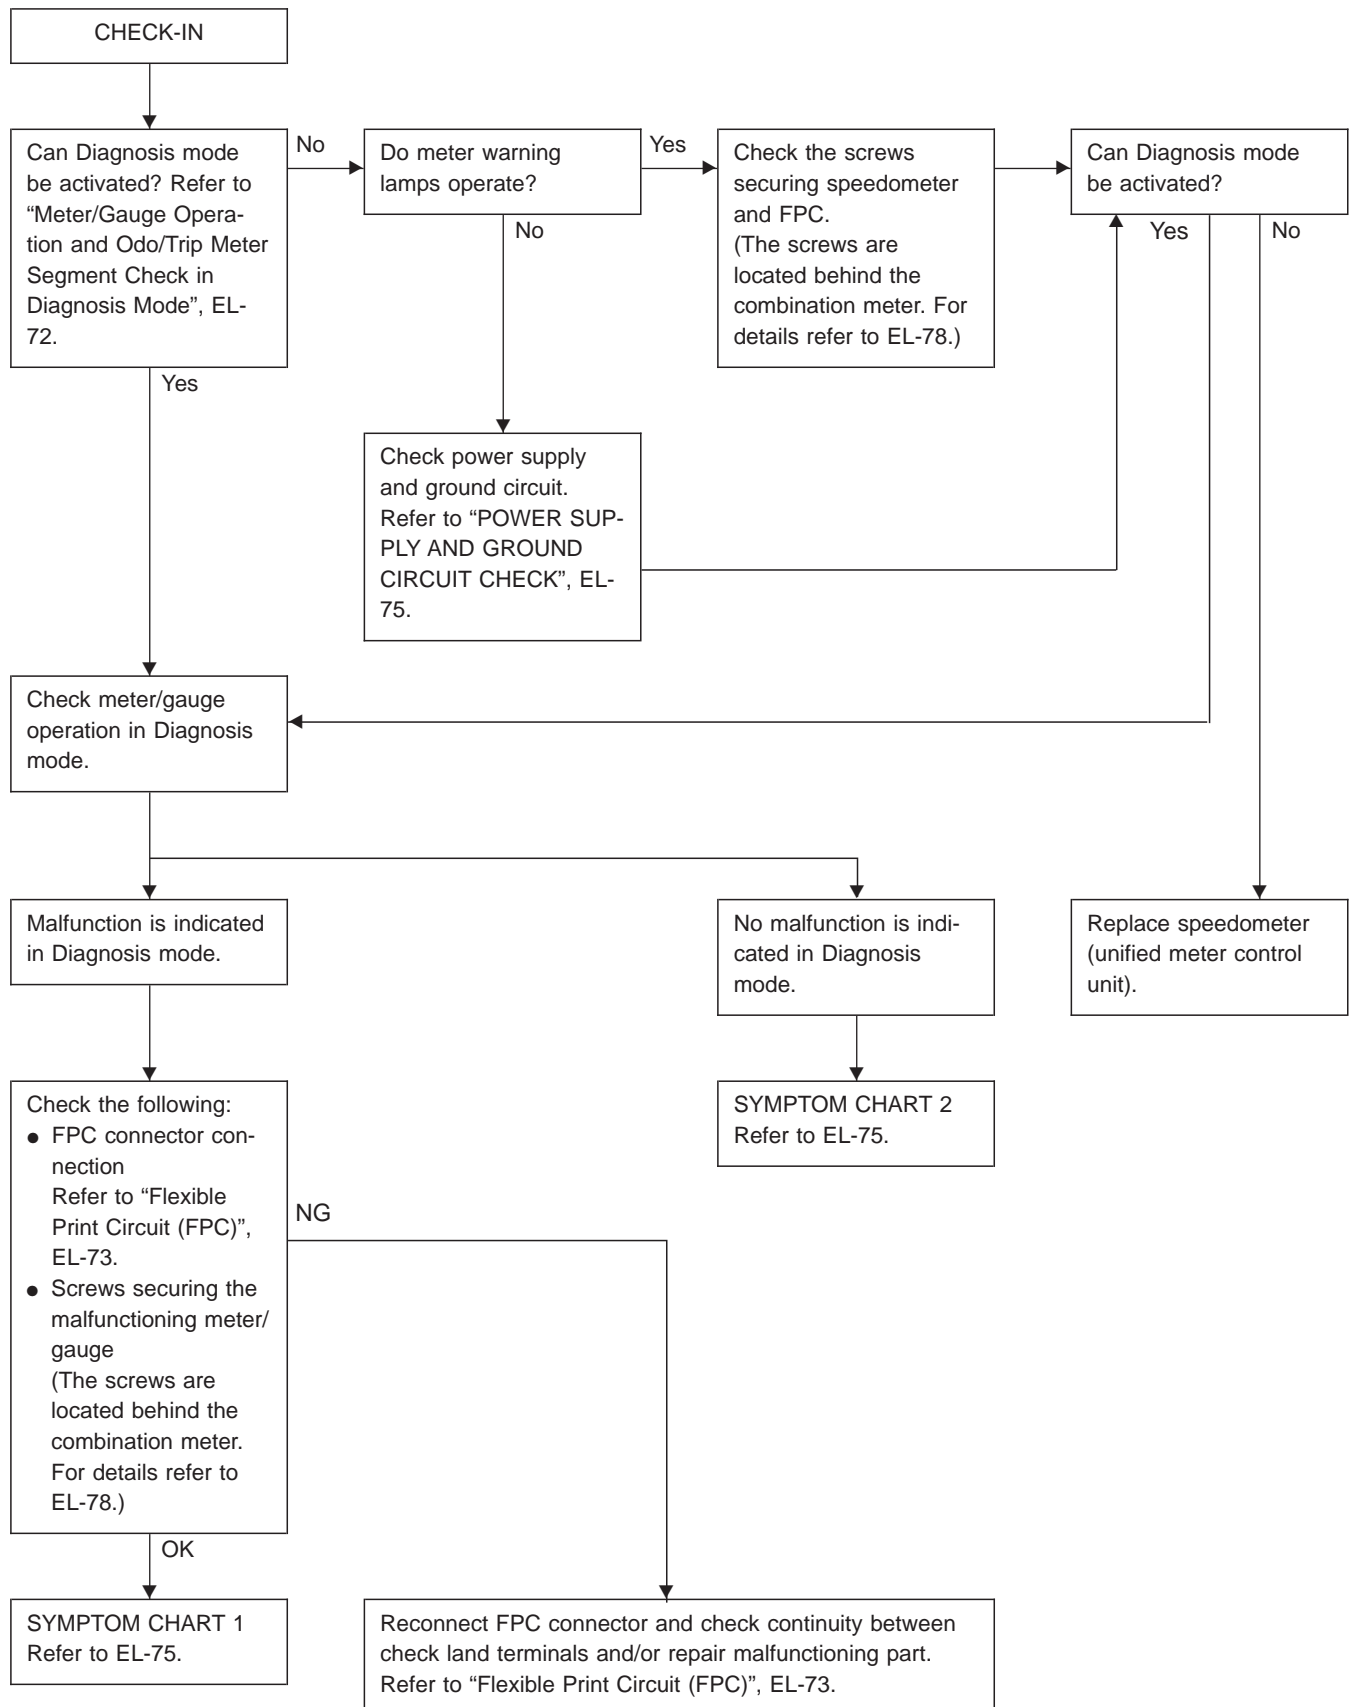 CHECK-IN
Can Diagnosis mode
be activated? Refer to
“Meter/Gauge Opera-
tion and Odo/Trip Meter
Segment Check in
Diagnosis Mode”, EL-
72.
No
Do meter warning
lamps operate?
Yes
Check the screws
securing speedometer
and FPC.
(The screws are
located behind the
combination meter. For
details refer to EL-78.)
Can Diagnosis mode
be activated?
No
Yes
No
Yes
Check power supply
and ground circuit.
Refer to “POWER SUP-
PLY AND GROUND
CIRCUIT CHECK”, EL-
75.
Check meter/gauge
operation in Diagnosis
mode.
Malfunction is indicated
in Diagnosis mode.
No malfunction is indi-
cated in Diagnosis
mode.
Replace speedometer
(unified meter control
unit).
Check the following:
● FPC connector con-
nection
Refer to “Flexible
Print Circuit (FPC)”,
EL-73.
● Screws securing the
malfunctioning meter/
gauge
(The screws are
located behind the
combination meter.
For details refer to
EL-78.)
NG
SYMPTOM CHART 2
Refer to EL-75.
OK
SYMPTOM CHART 1
Refer to EL-75.
Reconnect FPC connector and check continuity between
check land terminals and/or repair malfunctioning part.
Refer to “Flexible Print Circuit (FPC)”, EL-73.